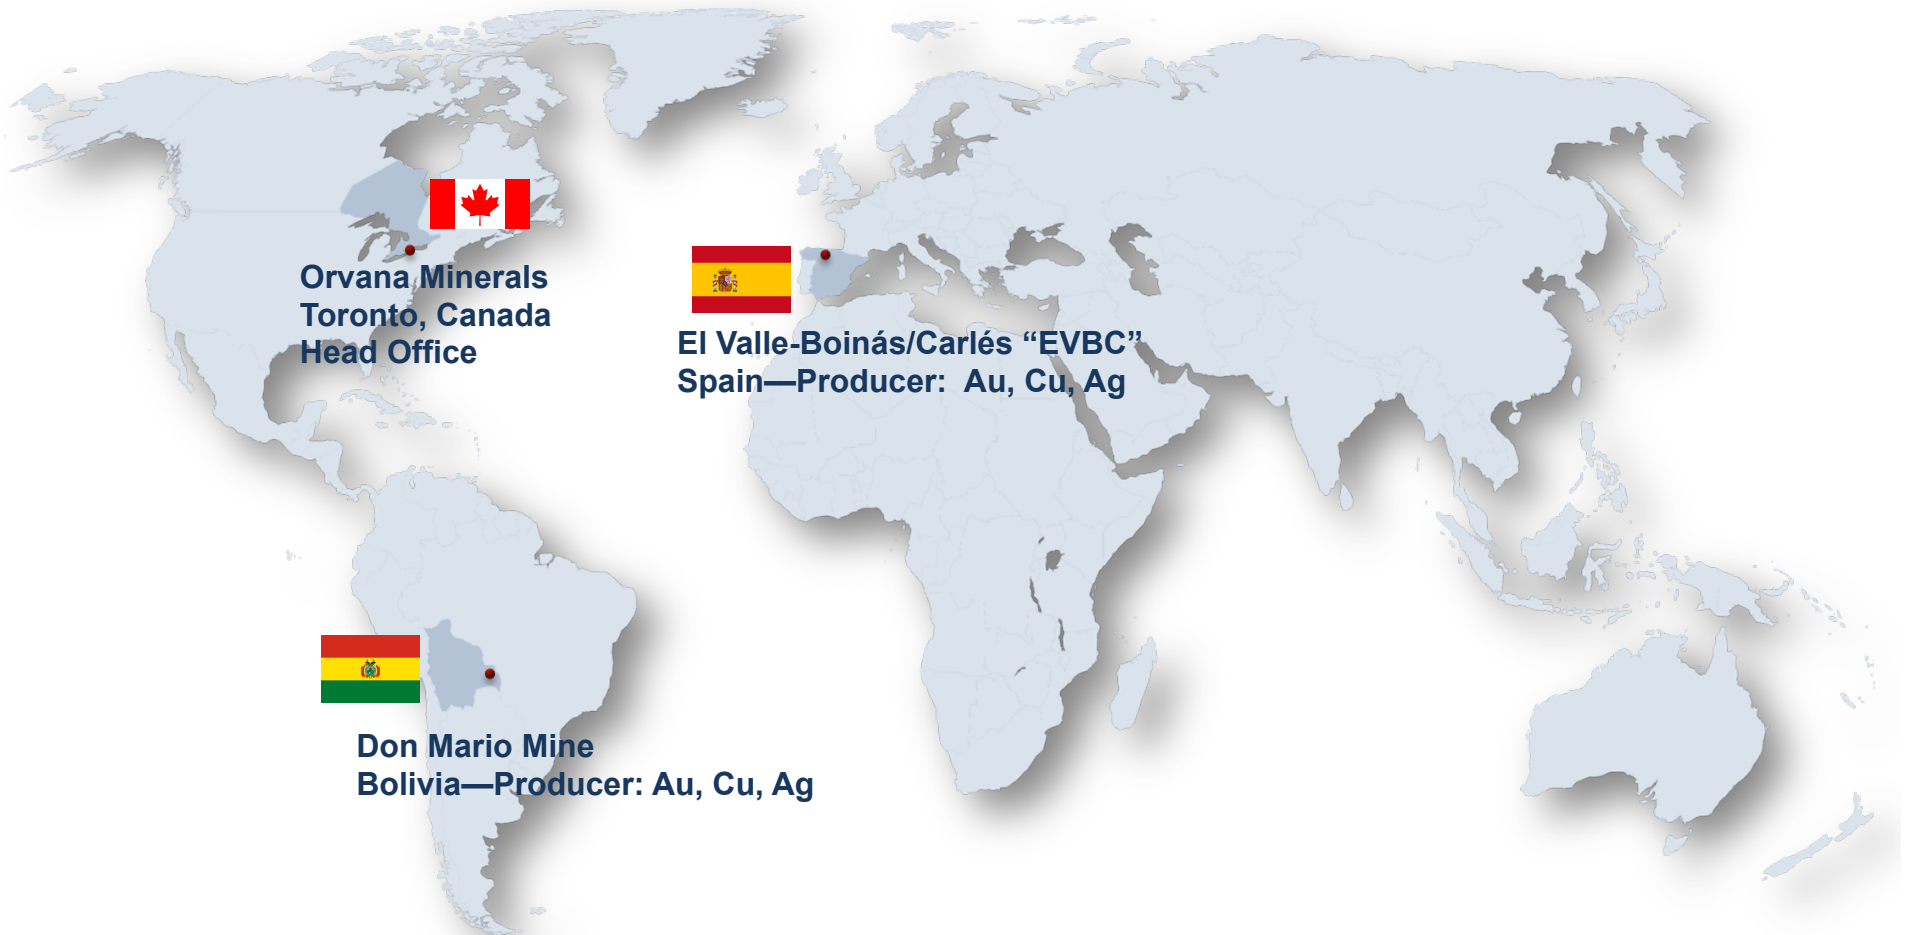 Orvana Minerals
Toronto, Canada
Head Office
El Valle-Boinás/Carlés “EVBC”
Spain—Producer:  Au, Cu, Ag
Don Mario Mine
Bolivia—Producer: Au, Cu, Ag